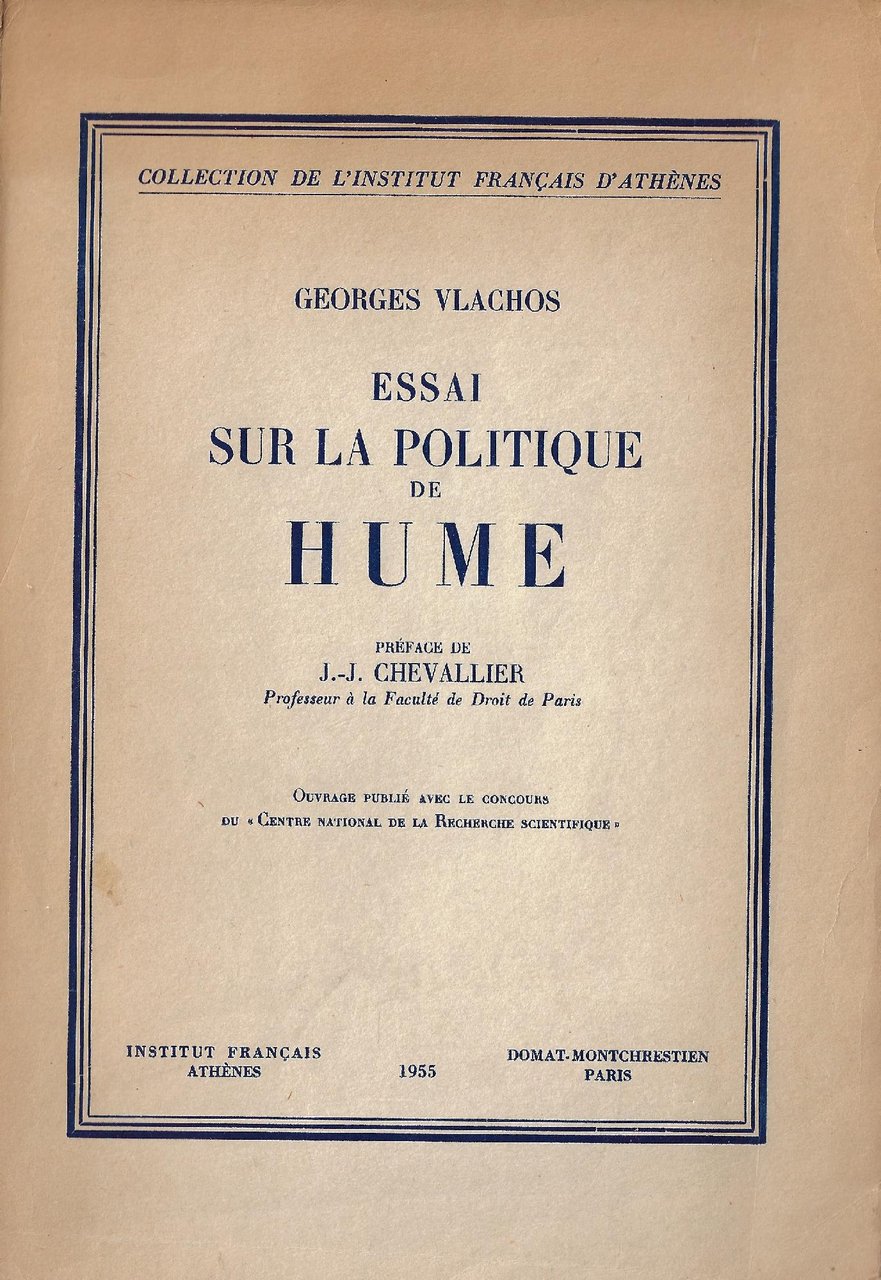 COLLECTION DE L'INSTITUT FRANÇAIS D'ATHÈNES
GEORGES VLACHOS
ESSAI
SUR LA POLITIQUE
DE
HUME
PRÉFACE DE
J.-J. CHEVALLIER
Professeur à la Faculté de Droit de Paris
OUVRAGE PUBLIÉ AVEC LE CONCOURS
DU « CENTRE NATIONAL DE LA RECHERCHE SCIENTIFIQUE »
INSTITUT FRANÇAIS
ATHÈNES
1955
DOMAT-MONTCHRESTIEN
PARIS